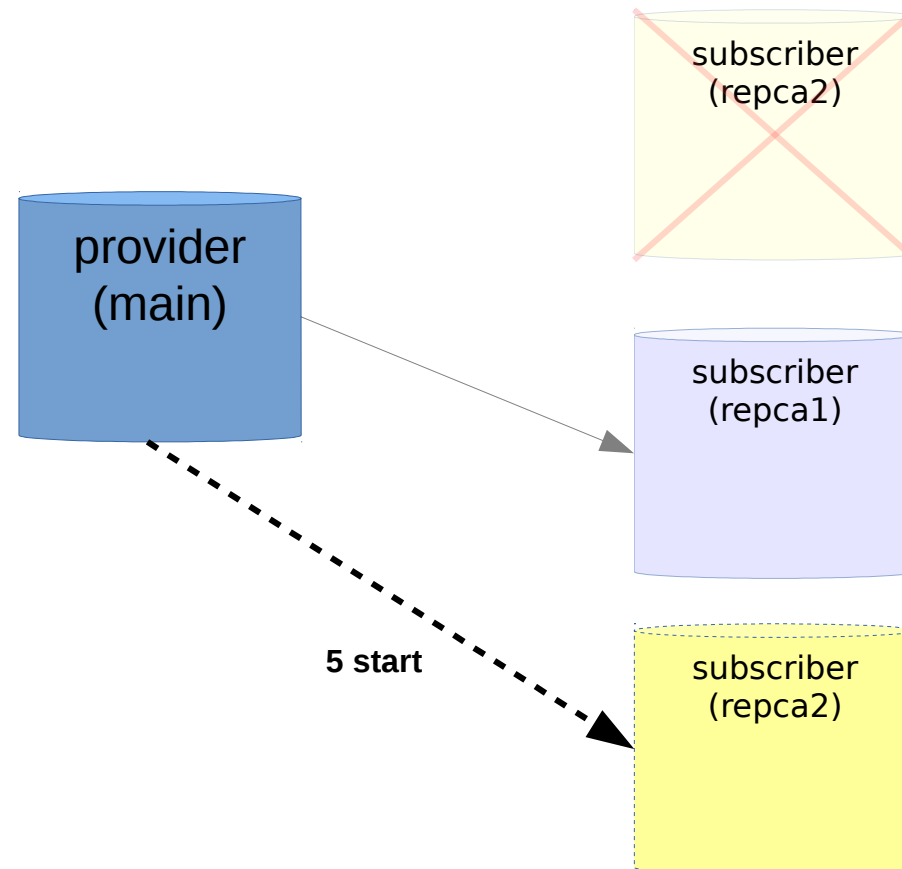 subscriber
(repca2)
provider
(main)
subscriber
(repca1)
5 start
subscriber
(repca2)